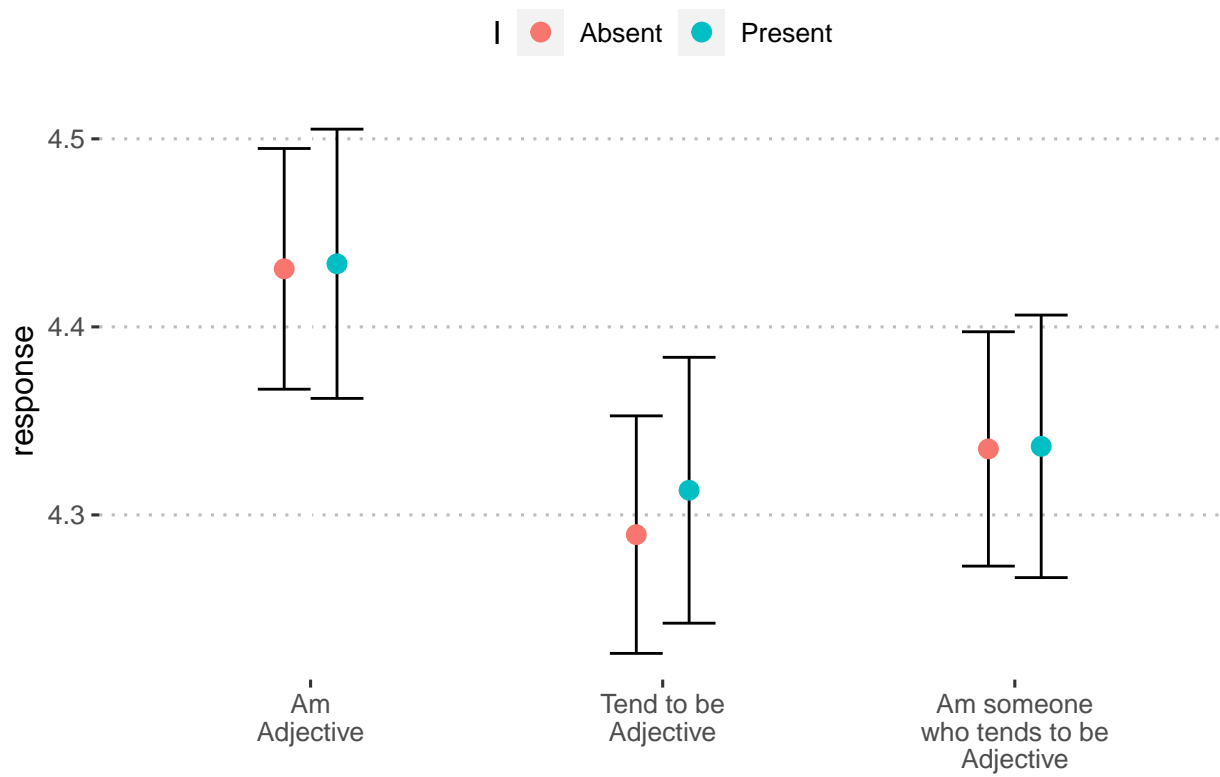 I Absent Present
4.5
4.4
4.3
response
Am
Adjective
Tend to be
Adjective
Am someone
who tends to be
Adjective